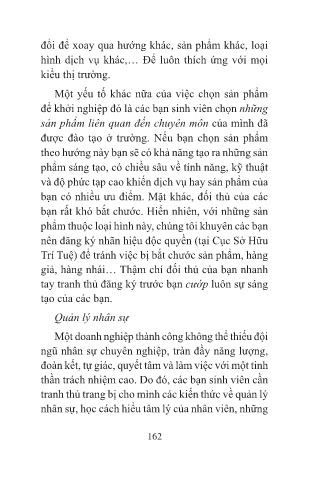 đổi để xoay qua hướng khác, sản phẩm khác, loại
hình dịch vụ khác,… Để luôn thích ứng với mọi
kiểu thị trường.
Một yếu tố khác nữa của việc chọn sản phẩm
để khởi nghiệp đó là các bạn sinh viên chọn những
sản phẩm liên quan đến chuyên môn của mình đã
được đào tạo ở trường. Nếu bạn chọn sản phẩm
theo hướng này bạn sẽ có khả năng tạo ra những sản
phẩm sáng tạo, có chiều sâu về tính năng, kỹ thuật
và độ phức tạp cao khiến dịch vụ hay sản phẩm của
bạn có nhiều ưu điểm. Mặt khác, đối thủ của các
bạn rất khó bắt chước. Hiển nhiên, với những sản
phẩm thuộc loại hình này, chúng tôi khuyên các bạn
nên đăng ký nhãn hiệu độc quyền (tại Cục Sở Hữu
Trí Tuệ) để tránh việc bị bắt chước sản phẩm, hàng
giả, hàng nhái… Thậm chí đối thủ của bạn nhanh
tay tranh thủ đăng ký trước bạn cướp luôn sự sáng
tạo của các bạn.
Quản lý nhân sự
Một doanh nghiệp thành công không thể thiếu đội
ngũ nhân sự chuyên nghiệp, tràn đầy năng lượng,
đoàn kết, tự giác, quyết tâm và làm việc với một tinh
thần trách nhiệm cao. Do đó, các bạn sinh viên cần
tranh thủ trang bị cho mình các kiến thức về quản lý
nhân sự, học cách hiểu tâm lý của nhân viên, những
162